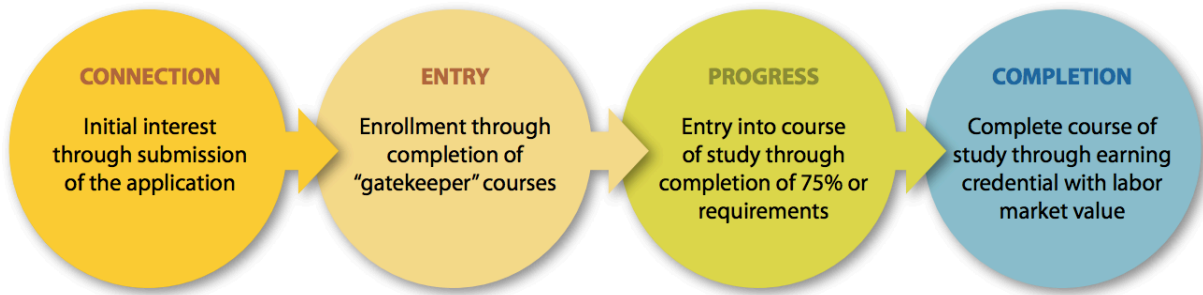 CONNECTION
Initial interest
through submission
of the application
ENTRY
Enrollment through
completion of
“gatekeeper” courses
PROGRESS
Entry into course
of study through
completion of 75% or
requirements
COMPLETION
Complete course of
study through earning
credential with labor
market value